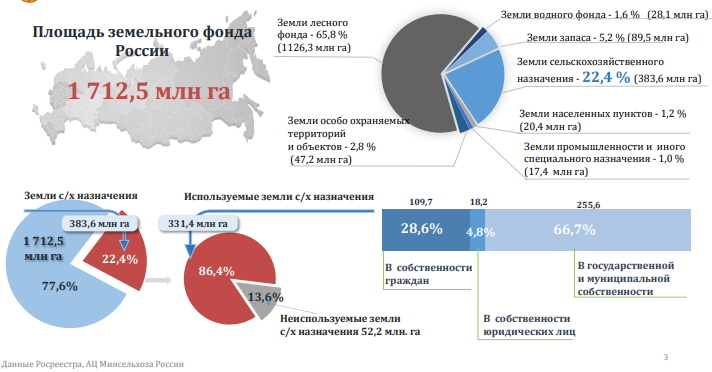 Площадь земельного фонда
России
1 712,5 млн га
Земли лесного
фонда - 65,8 %
(1126,3 млн га)
Земли водного фонда - 1,6 % (28,1 млн га)
Земли запаса - 5,2 % (89,5 млн га)
Земли сельскохозяйственного
назначения - 22,4 % (383,6 млн га)
Земли особо охраняемых
территорий
и объектов - 2,8 %
(47,2 млн га)
Земли населенных пунктов - 1,2 %
(20,4 млн га)
Земли промышленности и иного
специального назначения - 1,0 %
(17,4 млн га)
Земли с/х назначения
383,6 млн га
1 712,5
млн га
22,4%
77,6%
Используемые земли с/х назначения
331,4 млн га
86,4%
13,6%
Неиспользуемые земли
с/х назначения 52,2 млн. га
109,7
18,2
255,6
28,6%
4,8%
66,7%
В собственности
граждан
В государственной
и муниципальной
собственности
В собственности
юридических лиц
3
Данные Росреестра, АЦ Минсельхоза России